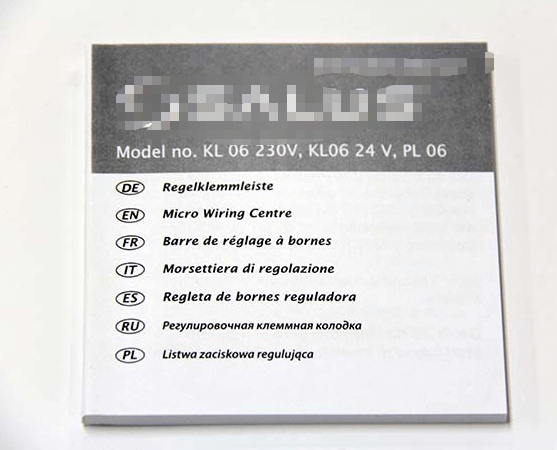 SALUS
Model no. KL 06 230V, KL06 24 V, PL 06
DE Regelklemmleiste
EN Micro Wiring Centre
FR Barre de réglage à bornes
IT Morsettiera di regolazione
ES Regleta de bornes reguladora
RU Регулировочная клеммная колодка
PL Listwa zaciskowa regulująca